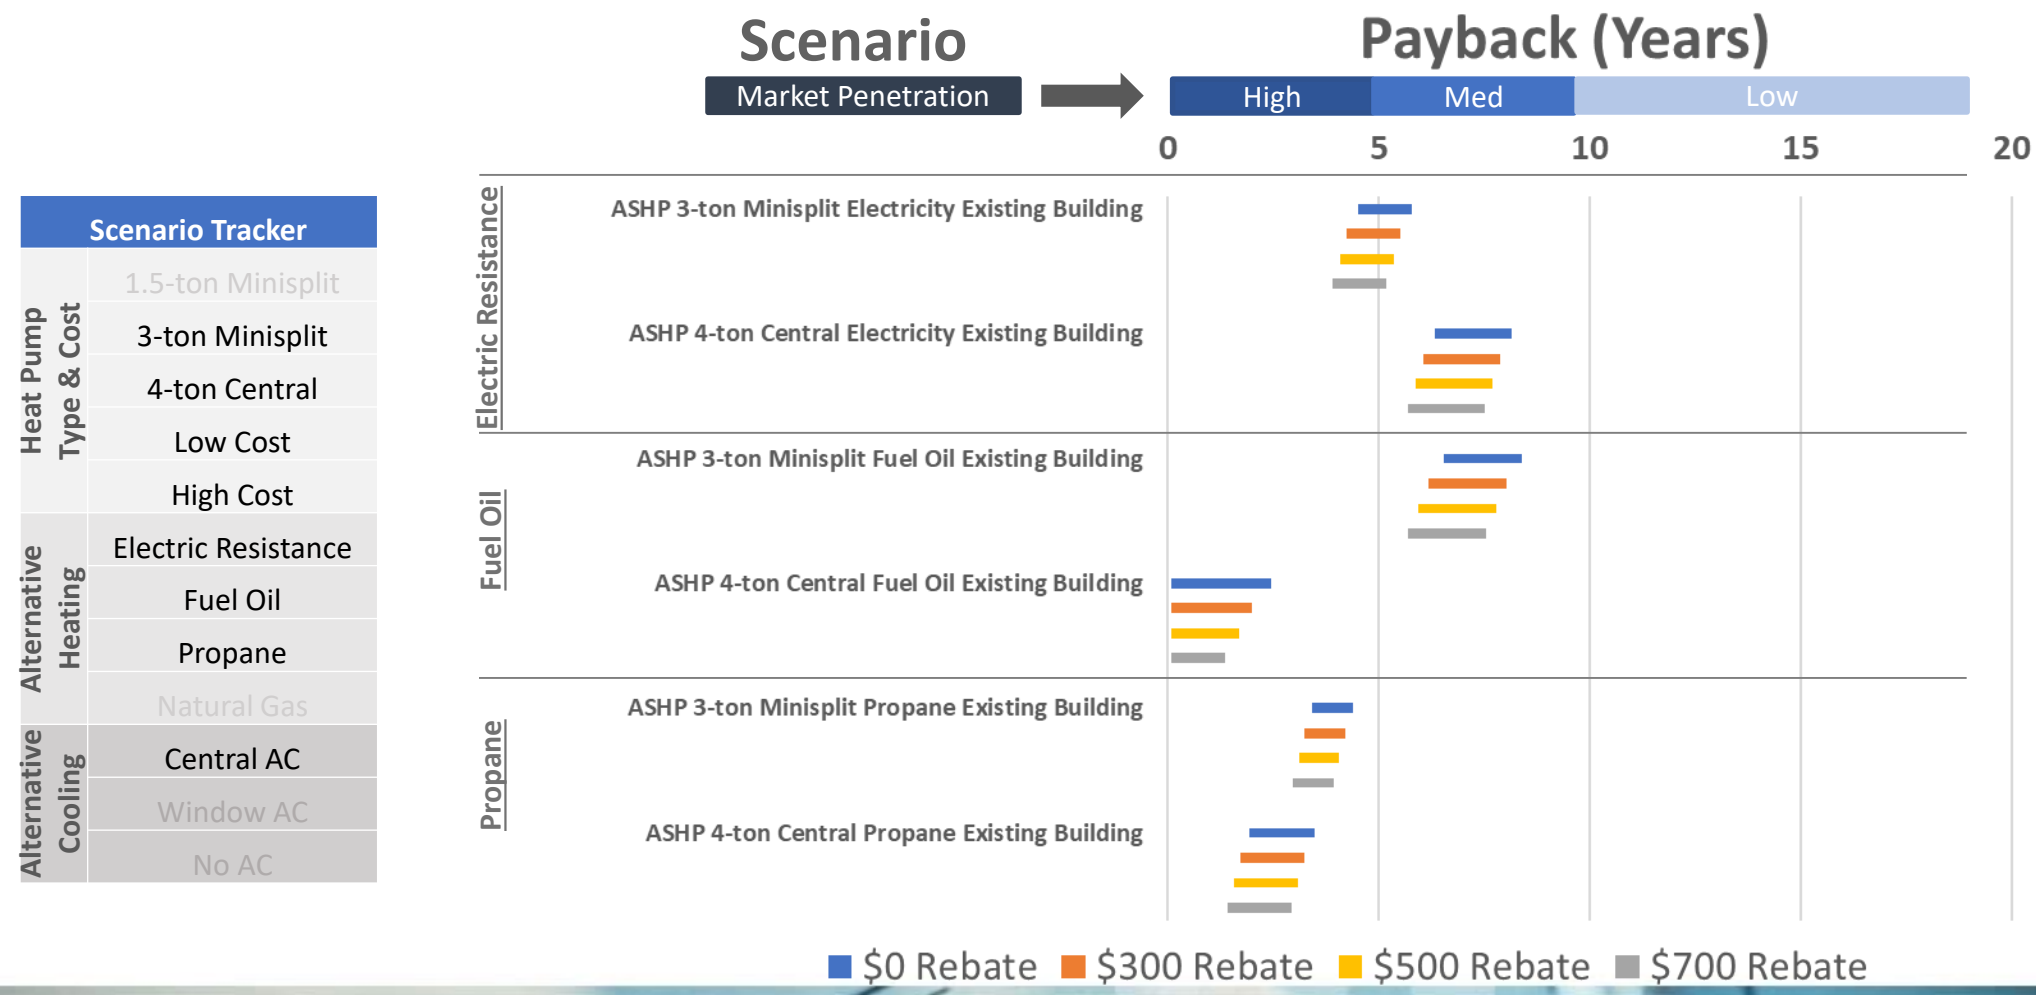 Scenario
Payback (Years)
Market Penetration
High
Med
Low
0
5
10
15
20
Scenario Tracker
Heat Pump
Type & Cost
1.5-ton Minisplit
3-ton Minisplit
4-ton Central
Low Cost
High Cost
Alternative
Heating
Electric Resistance
Fuel Oil
Propane
Natural Gas
Alternative
Cooling
Central AC
Window AC
No AC
Electric Resistance
ASHP 3-ton Minisplit Electricity Existing Building
ASHP 4-ton Central Electricity Existing Building
Fuel Oil
ASHP 3-ton Minisplit Fuel Oil Existing Building
ASHP 4-ton Central Fuel Oil Existing Building
Propane
ASHP 3-ton Minisplit Propane Existing Building
ASHP 4-ton Central Propane Existing Building
$0 Rebate
$300 Rebate
$500 Rebate
$700 Rebate